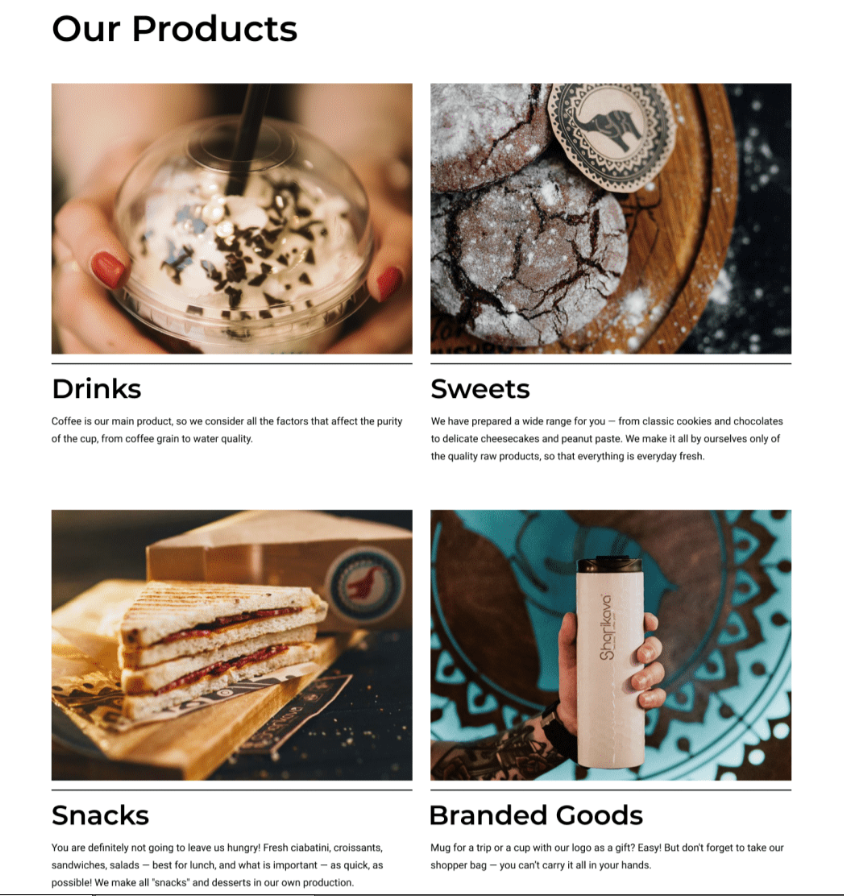 Our Products
Drinks
Coffee is our main product, so we consider all the factors that affect the purity
of the cup, from coffee grain to water quality.
Sweets
We have prepared a wide range for you — from classic cookies and chocolates
to delicate cheesecakes and peanut paste. We make it all by ourselves only of
the quality raw products, so that everything is everyday fresh.
Sharikava
Snacks
You are definitely not going to leave us hungry! Fresh ciabatini, croissants,
sandwiches, salads — best for lunch, and what is important — as quick, as
possible! We make all "snacks" and desserts in our own production.
Branded Goods
Mug for a trip or a cup with our logo as a gift? Easy! But don't forget to take our
shopper bag — you can't carry it all in your hands.